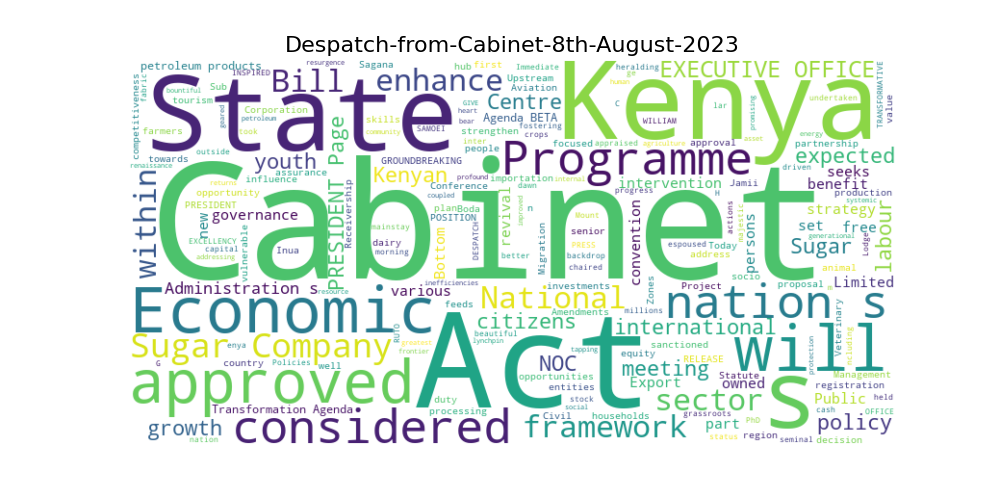 Despatch-from-Cabinet-8th-August-2023
petroleum products
resurgence
Sagana
hub
first
Immediate
heralding
EXECUTIVE OFFICE
State
INSPIRED
Bill
enhance
Upstream
Aviation
Kenya
TRANSFORMATIVE
competitiveness
fabric
bountiful
tourism
Sub
Corporation
petroleum
geared
took
GIVE
heart
bear
Centre
Agenda BETA
fostering
crops
human
C
lar
promising
undertaken
value
farmers
skills
community
SAMOEI
strengthen
people
focused
WILLIAM
appraised
agriculture
approval
asset
partnership
energy
renaissance
towards
outside
assurance
youth
PRESIDENT Page
GROUNDBREAKING
inter
Programme
expected
driven
within
returns
opportunity
influence
PRESIDENT
Kenyan
profound
coupled
Conference
importation
internal
intervention
progress
Jamii
seeks
benefit
production
systemic
Cabinet
new
governance
vulnerable
Receivership
plan
Boda
POSITION
mainstay
revival
dawn
improved
n
Mount
senior
convention
persons
H
actions
majestic
strategy
set
free
generational
labour
EXCELLENCY
capital
addressing
Inua
dairy
morning
Bottom
DESPATCH
better
Migration
PRESS
backdrop
chaired
espoused
address
Today
socio
Sugar
Lodge
animal
Administration s
resource
various
inefficiencies
feeds
investments
millions
Zones
Project
proposal
Limited
Economic
National
Amendments
nation s
Sugar Company
enya
RUTO
greatest
frontier
beautiful
lynchpin
citizens
tapping
international
sanctioned
will
Veterinary
including
protection
G
country
Policies
well
Act
NOC
opportunities
equity
meeting
RELEASE
Export
Statute
owned
Management
registration
approved
duty
processing
entities
stock
social
households
sector
s
Public
cash
held
OFFICE
Transformation Agenda
Civil
grassroots
status
PhD
part
region
seminal
policy
decision
growth
nation
considered
framework